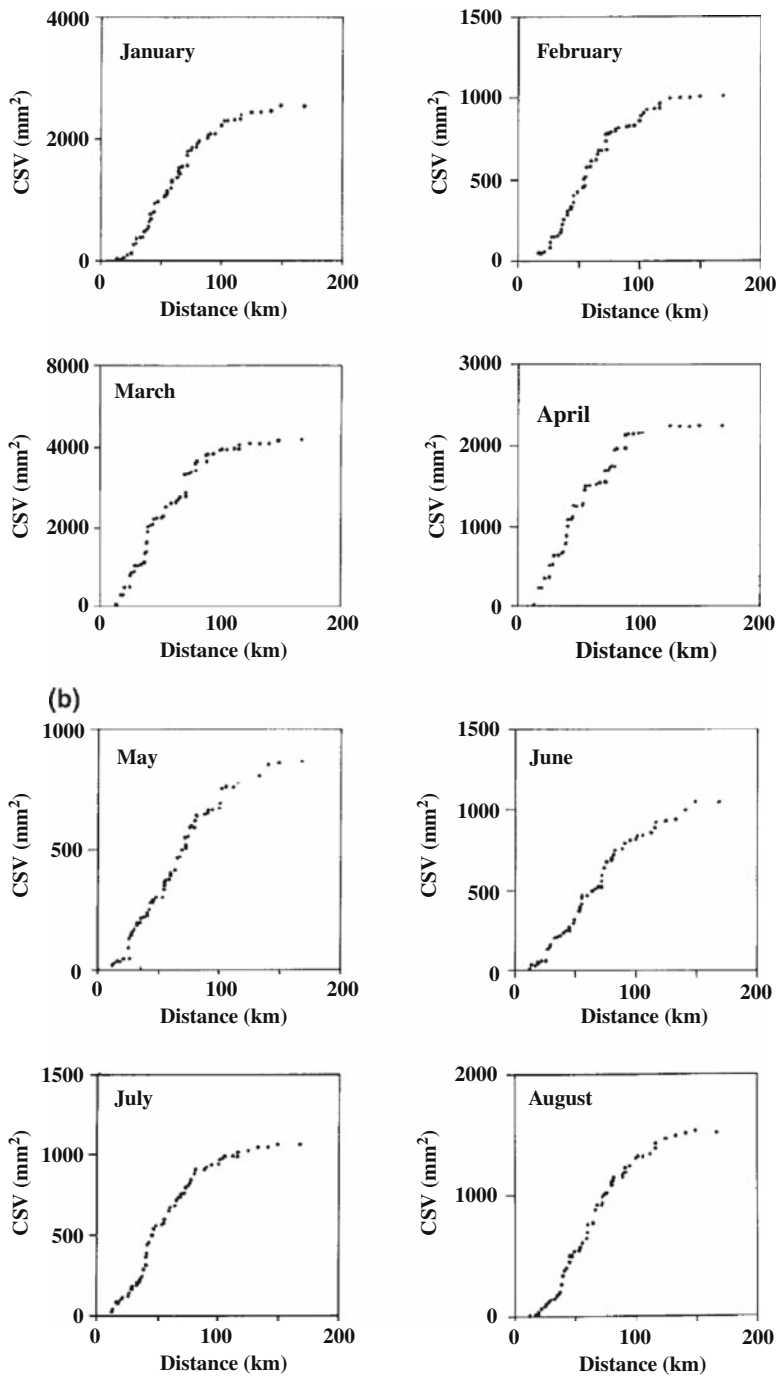 4000
January
2000
0
0
100
200
CSV (mm²)
Distance (km)
1500
February
1000
500
0
0
100
200
CSV (mm²)
Distance (km)
8000
March
4000
2000
0
0
100
200
CSV (mm²)
Distance (km)
3000
April
2000
1000
0
0
100
200
CSV (mm²)
Distance (km)
(b)
1000
May
500
0
0
100
200
CSV (mm²)
Distance (km)
1500
June
1000
500
0
0
100
200
CSV (mm²)
Distance (km)
1500
July
1000
500
0
0
100
200
CSV (mm²)
Distance (km)
2000
August
1000
0
0
100
200
CSV (mm²)
Distance (km)